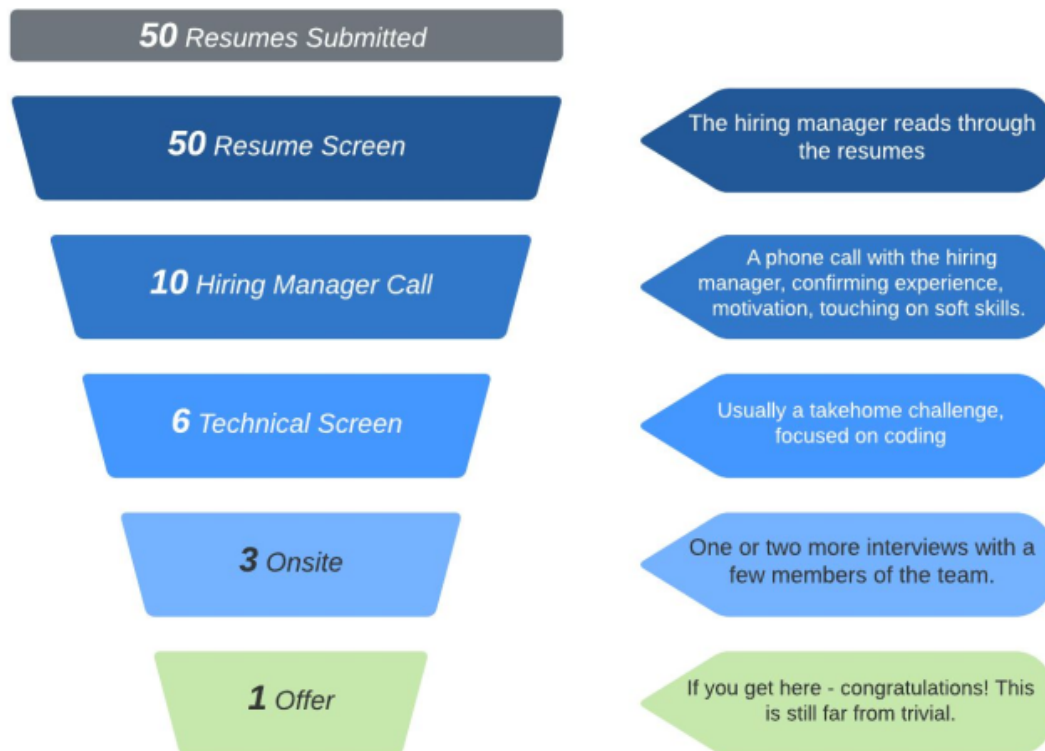 50 Resumes Submitted
50 Resume Screen
The hiring manager reads through
the resumes
10 Hiring Manager Call
A phone call with the hiring
manager, confirming experience,
motivation, touching on soft skills.
6 Technical Screen
Usually a takehome challenge,
focused on coding
3 Onsite
One or two more interviews with a
few members of the team.
1 Offer
If you get here - congratulations! This
is still far from trivial.